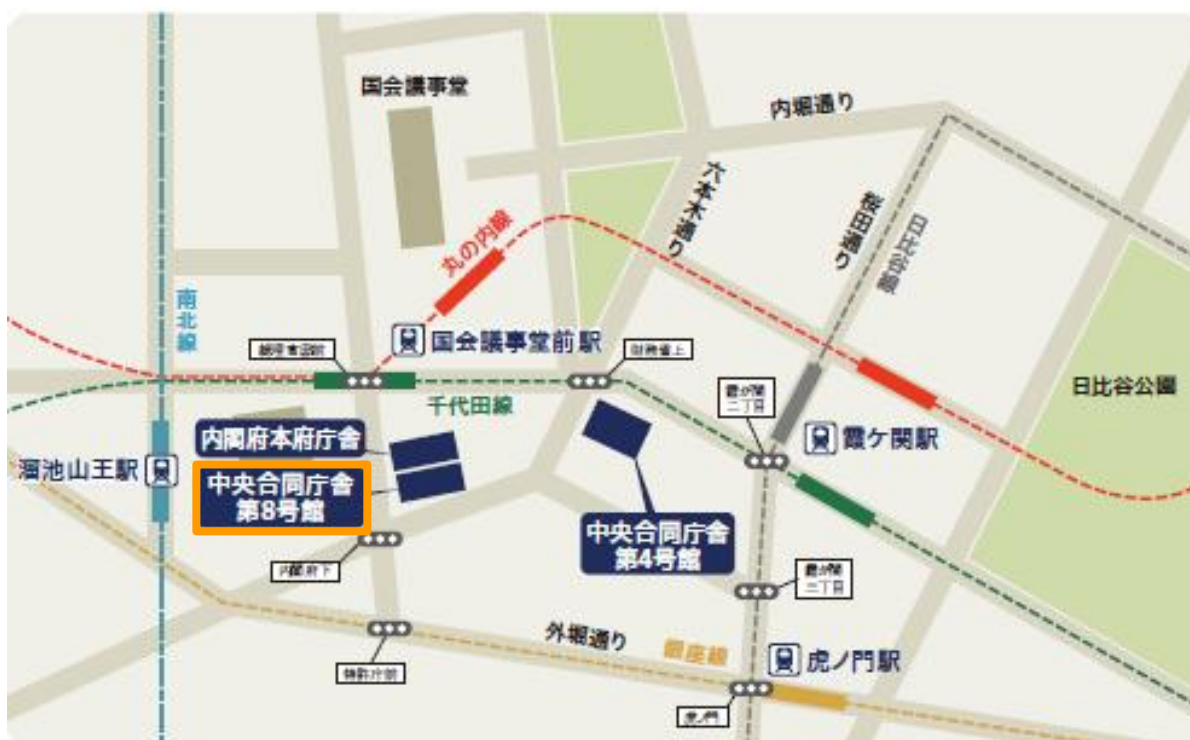 国会議事堂
内堀通り
六本木通り
桜田通り
日比谷線
丸の内線
南北線
国会議事堂前駅
財務省上
千代田線
霞が関
二丁目
霞ケ関駅
日比谷公園
内閣府本府庁舎
溜池山王駅
中央合同庁舎
第8号館
中央合同庁舎
第4号館
内閣府下
霞が関
三丁目
外堀通り
銀座線
虎ノ門駅
特許庁前
虎ノ門